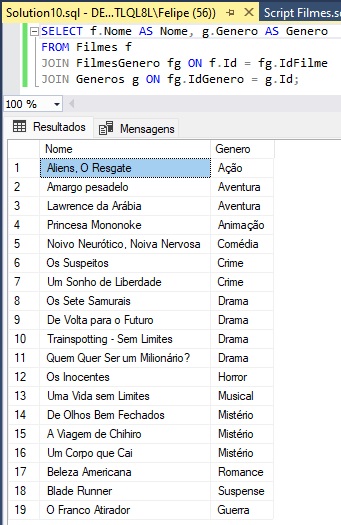 Solution10.sql - DE...TLQL8L\Felipe (56))*
Script Filmes.s
SELECT f.Nome AS Nome, g.Genero AS Genero
FROM Filmes f
JOIN FilmesGenero fg ON f.Id = fg.IdFilme
JOIN Generos g ON fg.IdGenero = g.Id;
100 %
Resultados Mensagens
Nome Genero
1 Aliens, O Resgate Ação
2 Amargo pesadelo Aventura
3 Lawrence da Arábia Aventura
4 Princesa Mononoke Animação
5 Noivo Neurótico, Noiva Nervosa Comédia
6 Os Suspeitos Crime
7 Um Sonho de Liberdade Crime
8 Os Sete Samurais Drama
9 De Volta para o Futuro Drama
10 Trainspotting - Sem Limites Drama
11 Quem Quer Ser um Milionário? Drama
12 Os Inocentes Horror
13 Uma Vida sem Limites Musical
14 De Olhos Bem Fechados Mistério
15 A Viagem de Chihiro Mistério
16 Um Corpo que Cai Mistério
17 Beleza Americana Romance
18 Blade Runner Suspense
19 O Franco Atirador Guerra